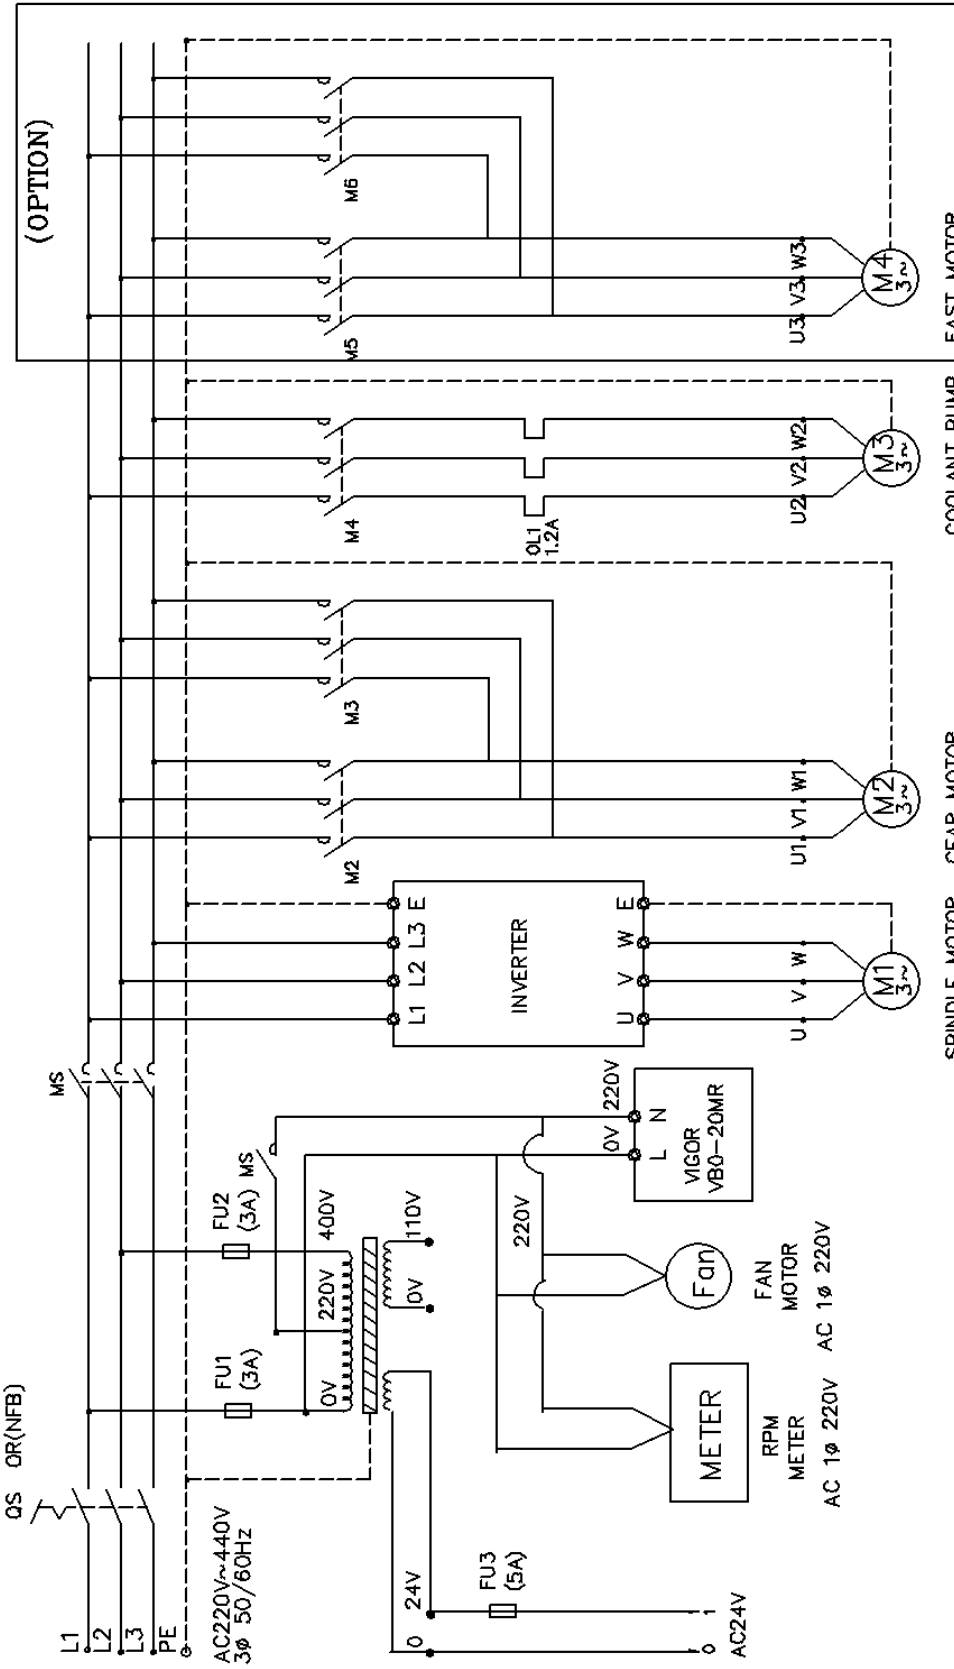 QS OR(NFB)
L1
L2
L3
PE
AC220V~440V
3ø 50/60Hz
FU1
(3A)
FU2
(3A)
MS
MS
0V
220V
400V
0
24V
0V
110V
FU3
(5A)
0
1
AC24V
220V
0V
220V
L
N
VIGOR
VB0-20MR
METER
RPM
METER
AC 1ø 220V
Fan
FAN
MOTOR
AC 1ø 220V
L1
L2
L3
E
INVERTER
U
V
W
E
U
V
W
M1
3~
SPINDLE MOTOR
M2
M3
U1
V1
W1
M2
3~
GEAR MOTOR
M4
OL1
1.2A
U2
V2
W2
M3
3~
COOLANT PUMP
(OPTION)
M5
M6
U3
V3
W3
M4
3~
FAST MOTOR